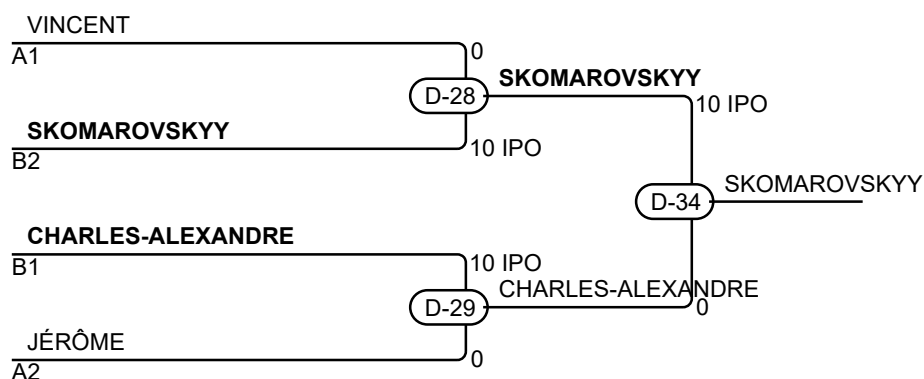 VINCENT
A1
0
D-28
SKOMAROVSKYY
10 IPO
SKOMAROVSKYY
B2
10 IPO
D-34
SKOMAROVSKYY
CHARLES-ALEXANDRE
B1
10 IPO
D-29
CHARLES-ALEXANDRE
0
JÉRÔME
A2
0